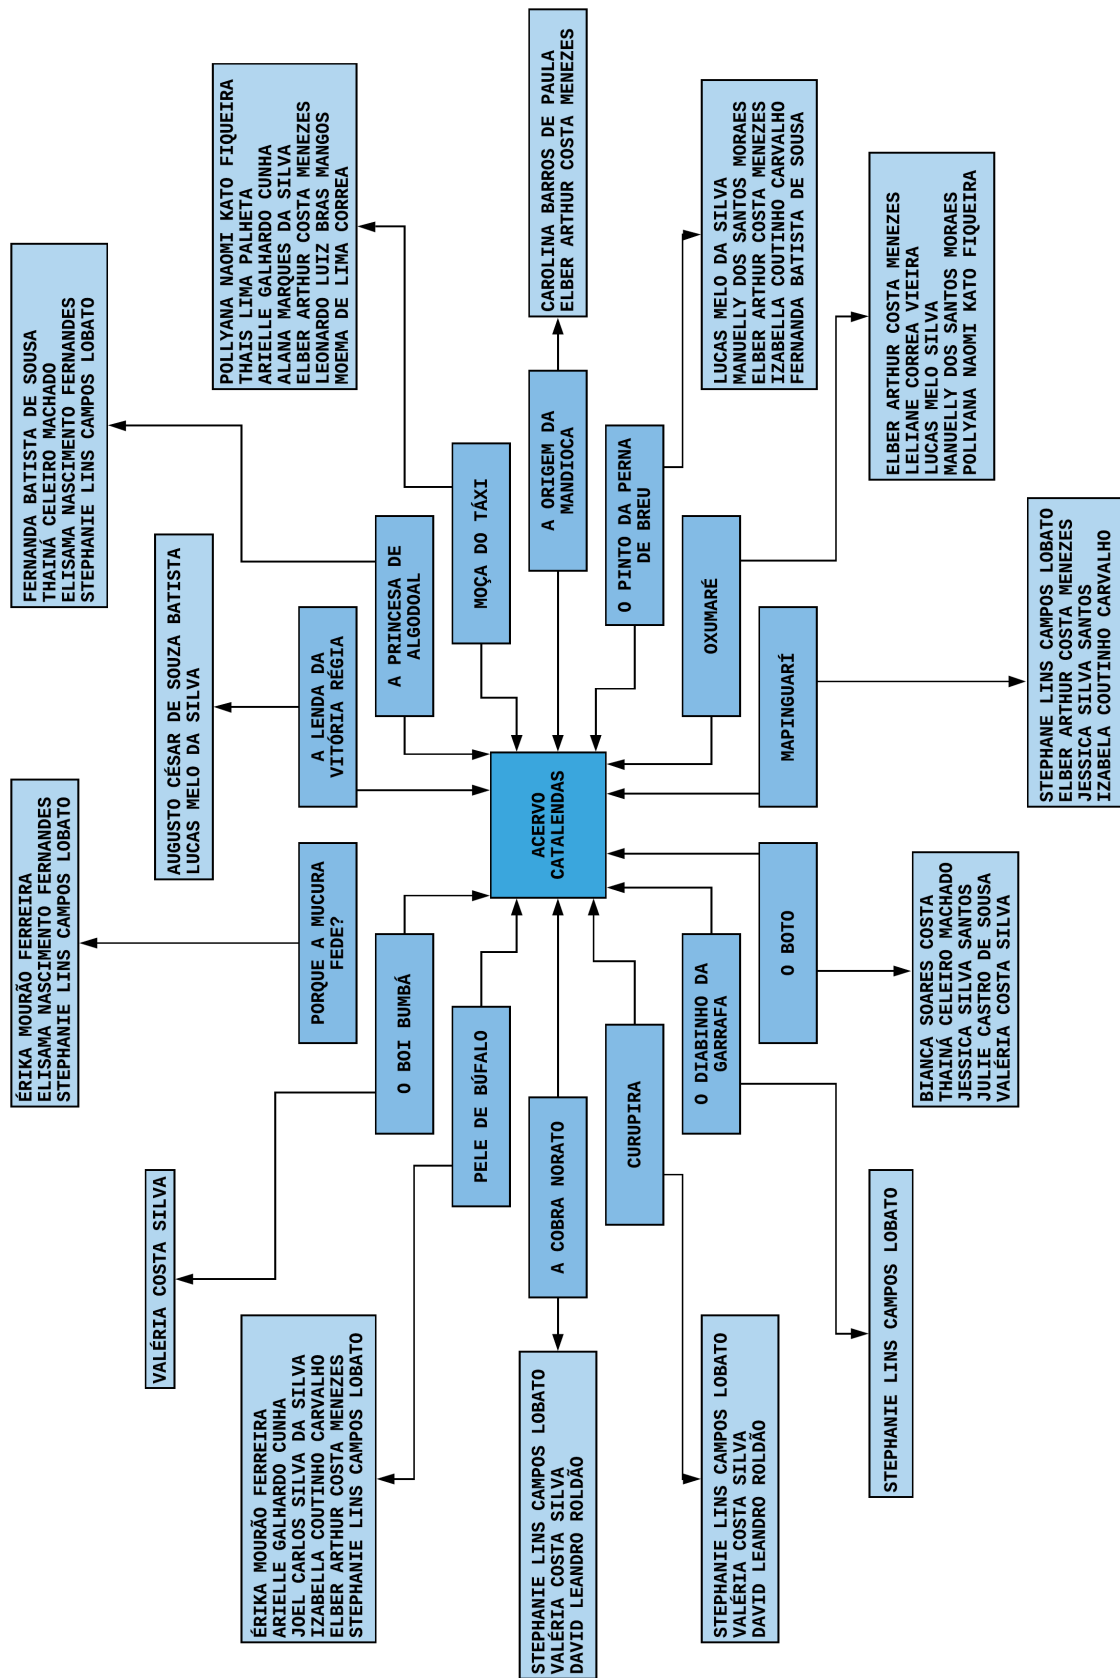 ÉRIKA MOURÃO FERREIRA
ELISAMA NASCIMENTO FERNANDES
STEPHANIE LINS CAMPOS LOBATO
FERNANDA BATISTA DE SOUSA
THAINÁ CELEIRO MACHADO
ELISAMA NASCIMENTO FERNANDES
STEPHANIE LINS CAMPOS LOBATO
VALÉRIA COSTA SILVA
AUGUSTO CÉSAR DE SOUZA BATISTA
LUCAS MELO DA SILVA
ÉRIKA MOURÃO FERREIRA
ARIELLE GALHARDO CUNHA
JOEL CARLOS SILVA DA SILVA
IZABELLA COUTINHO CARVALHO
ELBER ARTHUR COSTA MENEZES
STEPHANIE LINS CAMPOS LOBATO
POLLYANA NAOMI KATO FIQUEIRA
THAIS LIMA PALHETA
ARIELLE GALHARDO CUNHA
ALANA MARQUES DA SILVA
ELBER ARTHUR COSTA MENEZES
LEONARDO LUIZ BRAS MANGOS
MOEMA DE LIMA CORREA
PORQUE A MUCURA
FEDE?
A LENDA DA
VITÓRIA RÉGIA
O BOI BUMBÁ
A PRINCESA DE
ALGODOAL
PELE DE BÚFALO
MOÇA DO TÁXI
STEPHANIE LINS CAMPOS LOBATO
VALÉRIA COSTA SILVA
DAVID LEANDRO ROLDÃO
A COBRA NORATO
ACERVO
CATALENDAS
A ORIGEM DA
MANDIOCA
CAROLINA BARROS DE PAULA
ELBER ARTHUR COSTA MENEZES
CURUPIRA
O PINTO DA PERNA
DE BREU
O DIABINHO DA
GARRAFA
OXUMARÉ
STEPHANIE LINS CAMPOS LOBATO
VALÉRIA COSTA SILVA
DAVID LEANDRO ROLDÃO
LUCAS MELO DA SILVA
MANUELLY DOS SANTOS MORAES
ELBER ARTHUR COSTA MENEZES
IZABELLA COUTINHO CARVALHO
FERNANDA BATISTA DE SOUSA
O BOTO
MAPINGUARÍ
STEPHANIE LINS CAMPOS LOBATO
ELBER ARTHUR COSTA MENEZES
LELIANE CORREA VIEIRA
LUCAS MELO SILVA
MANUELLY DOS SANTOS MORAES
POLLYANA NAOMI KATO FIQUEIRA
BIANCA SOARES COSTA
THAINÁ CELEIRO MACHADO
JESSICA SILVA SANTOS
JULIE CASTRO DE SOUSA
VALÉRIA COSTA SILVA
STEPHANE LINS CAMPOS LOBATO
ELBER ARTHUR COSTA MENEZES
JESSICA SILVA SANTOS
IZABELA COUTINHO CARVALHO